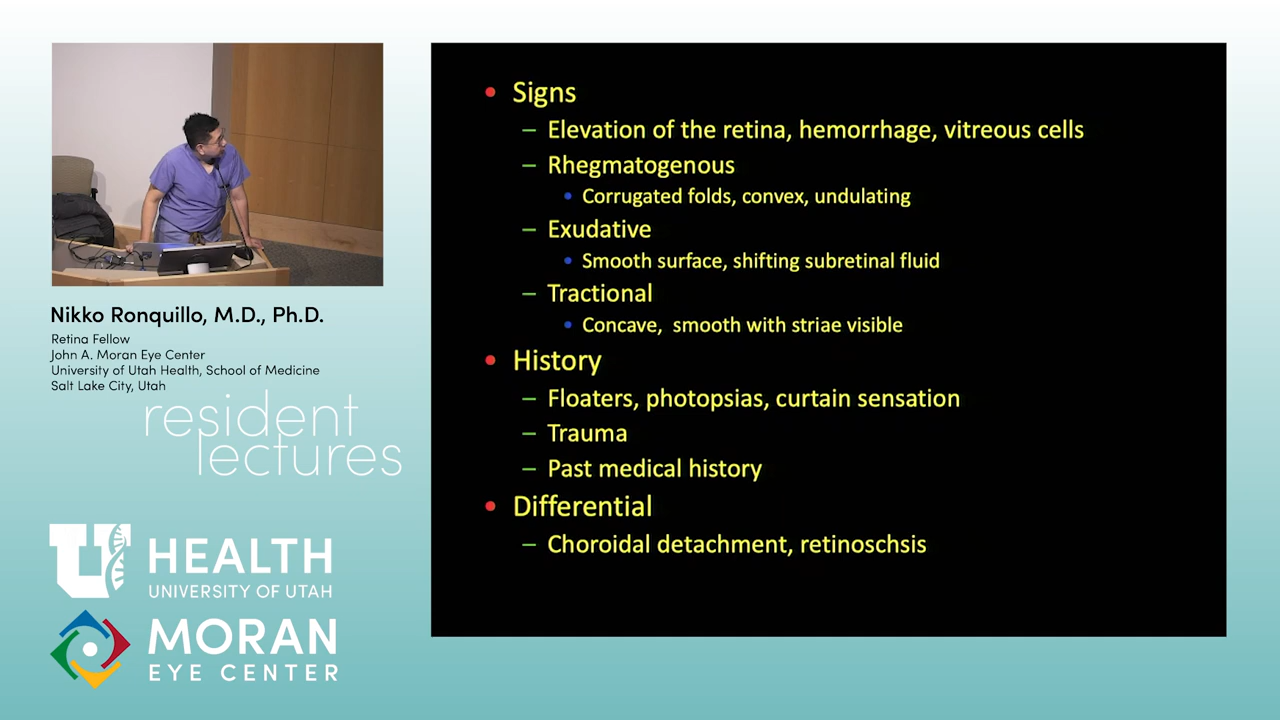 • Signs
– Elevation of the retina, hemorrhage, vitreous cells
– Rhegmatogenous
• Corrugated folds, convex, undulating
– Exudative
• Smooth surface, shifting subretinal fluid
– Tractional
• Concave, smooth with striae visible
• History
– Floaters, photopsias, curtain sensation
– Trauma
– Past medical history
• Differential
– Choroidal detachment, retinoschsis
Nikko Ronquillo, M.D., Ph.D.
Retina Fellow
John A. Moran Eye Center
University of Utah Health, School of Medicine
Salt Lake City, Utah
resident
lectures
U HEALTH
UNIVERSITY OF UTAH
MORAN
EYE CENTER